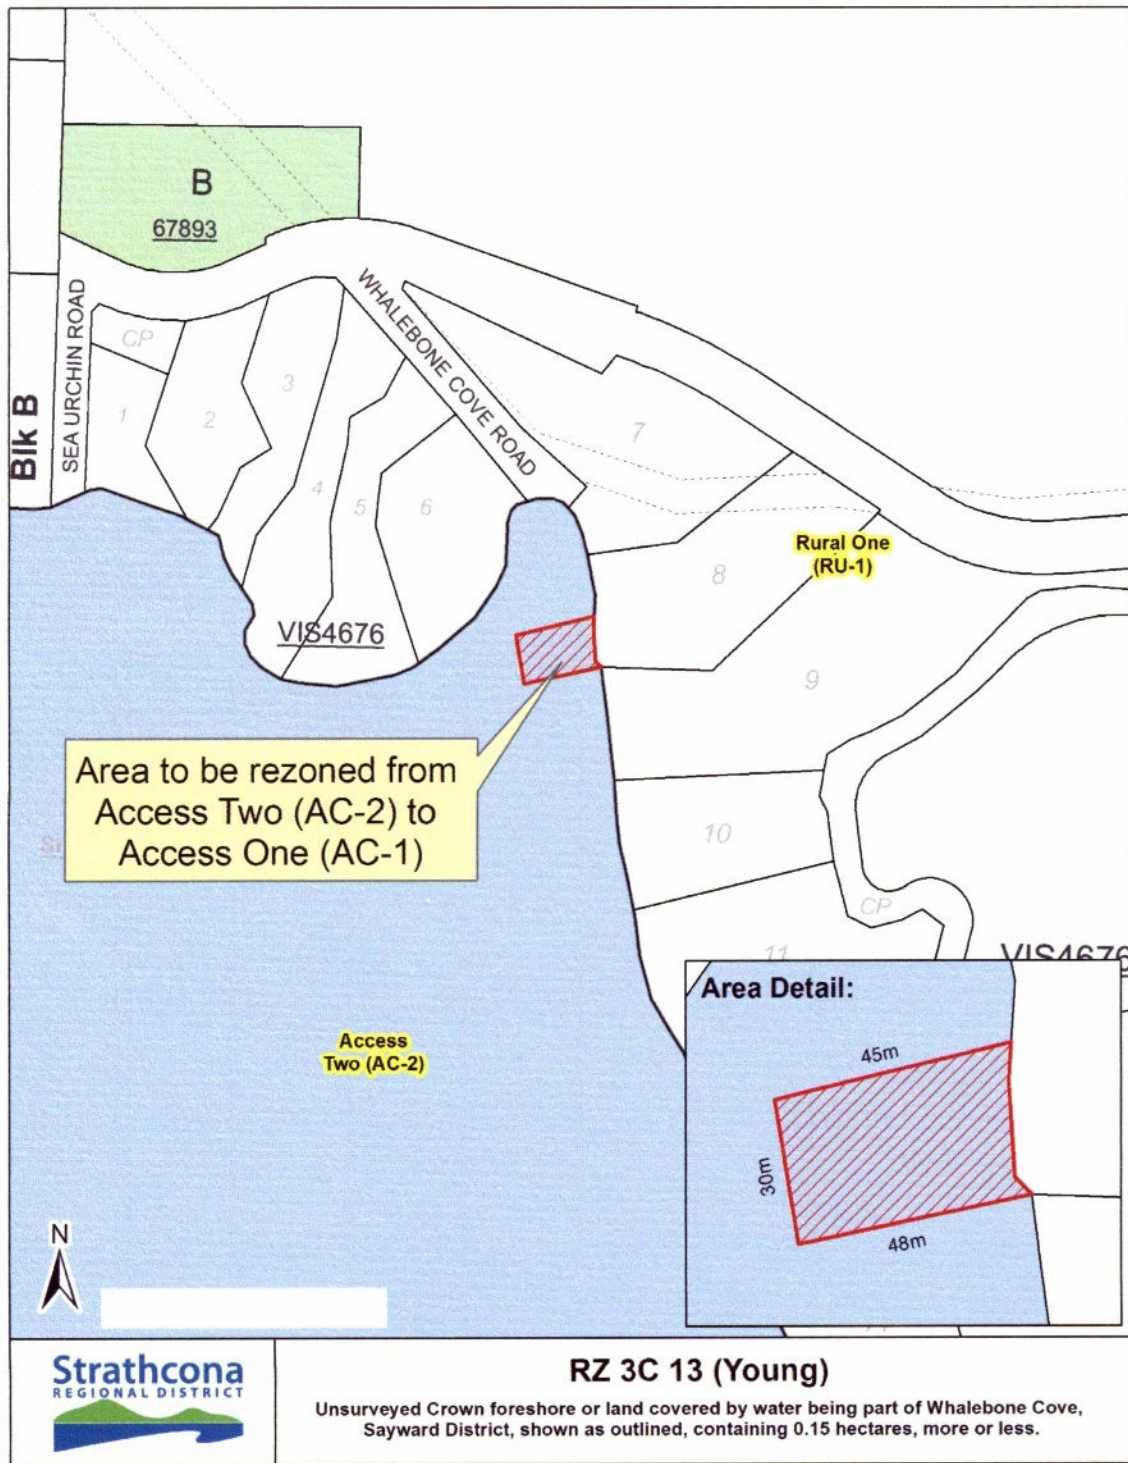 B
67893
WHALEBONE COVE ROAD
SEA URCHIN ROAD
Blk B
CP
1
2
3
4
5
6
7
8
Rural One
(RU-1)
VIS4676
9
Area to be rezoned from
Access Two (AC-2) to
Access One (AC-1)
10
CP
11
VIS4676
Area Detail:
45m
30m
48m
Access
Two (AC-2)
N
Strathcona
REGIONAL DISTRICT
RZ 3C 13 (Young)
Unsurveyed Crown foreshore or land covered by water being part of Whalebone Cove,
Sayward District, shown as outlined, containing 0.15 hectares, more or less.